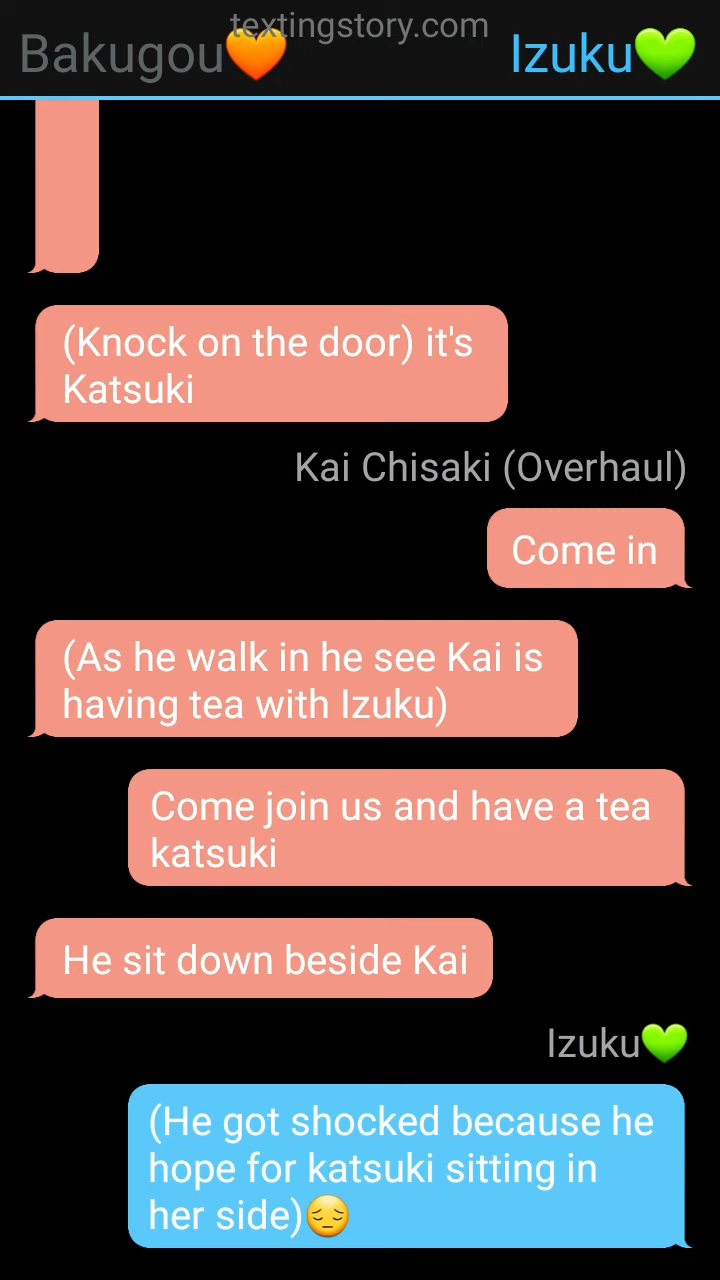 textingstory.com
Bakugou🧡 Izuku💚
(Knock on the door) it's
Katsuki
Kai Chisaki (Overhaul)
Come in
(As he walk in he see Kai is
having tea with Izuku)
Come join us and have a tea
katsuki
He sit down beside Kai
Izuku💚
(He got shocked because he
hope for katsuki sitting in
her side)😔